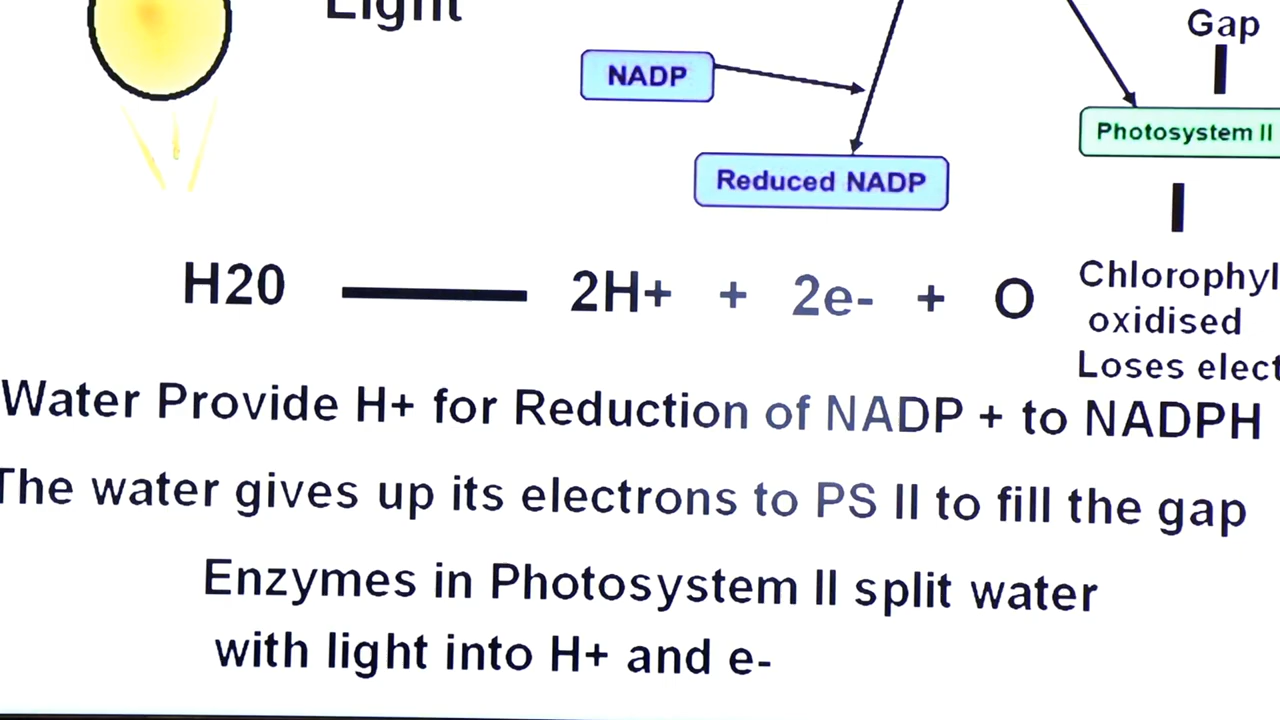 Light
Gap
NADP
Photosystem II
Reduced NADP
H20 2H+ + 2e- + O
oxidised
Loses
Water Provide H+ for Reduction of NADP + to NADPH
The water gives up its electrons to PS II to fill the gap
Enzymes in Photosystem II split water
with light into H+ and e-